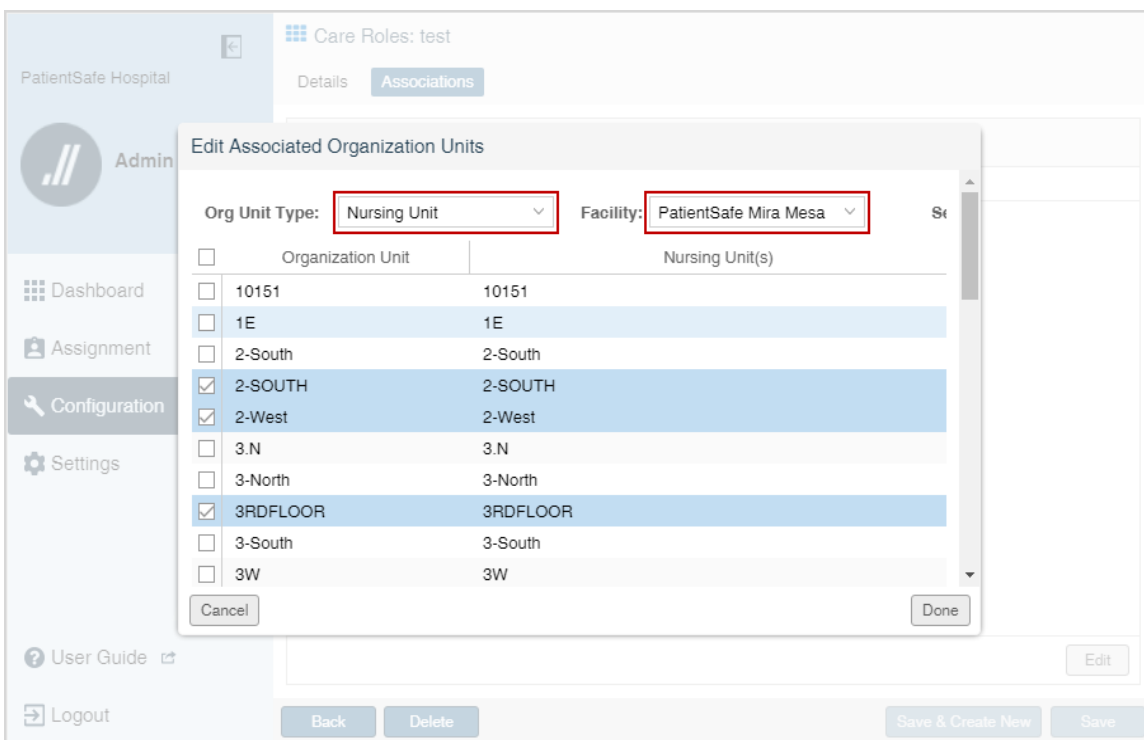 Care Roles: test
PatientSafe Hospital
Details Associations
Admin
Edit Associated Organization Units
Org Unit Type: Nursing Unit Facility: PatientSafe Mira Mesa
Organization Unit Nursing Unit(s)
10151 10151
1E 1E
2-South 2-South
2-SOUTH 2-SOUTH
2-West 2-West
3.N 3.N
3-North 3-North
3RDFLOOR 3RDFLOOR
3-South 3-South
3W 3W
Cancel Done
Dashboard
Assignment
Configuration
Settings
User Guide
Logout
Edit
Back Delete Save & Create New Save